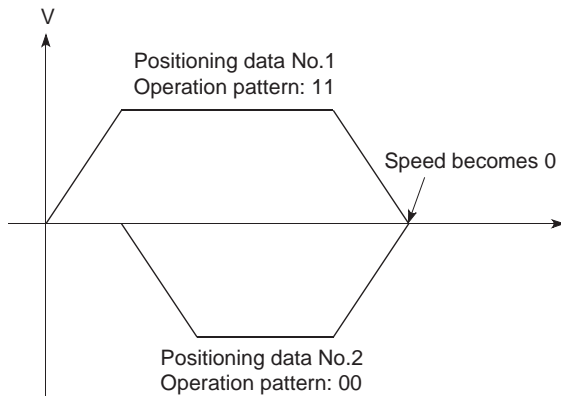 V
Positioning data No.1
Operation pattern: 11
Speed becomes 0
Positioning data No.2
Operation pattern: 00